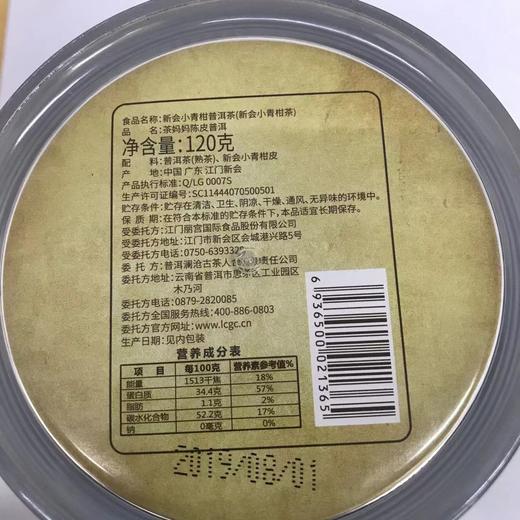 食品名称: 新会小青柑普洱茶(新会小青柑茶)
品 名: 茶妈妈陈皮普洱
净含量:120克
配 料: 普洱茶(熟茶)、新会小青柑皮
产 地: 中国 广东 江门新会
产品执行标准: Q/LG 0007S
生产许可证编号: SC11444070500501
贮存条件: 贮存在清洁、卫生、阴凉、干燥、通风、无异味的环境中。
保 质 期: 在符合本标准的贮存条件下, 本品适宜长期保存。
受委托方: 江门丽宫国际食品股份有限公司
受委托方地址: 江门市新会区会城港兴路5号
受委托方电话: 0750-639332
委托方: 普洱澜沧古茶 有限责任公司
委托方地址: 云南省普洱市思茅区工业园区
木乃河
委托方电话: 0879-2820085
委托方全国服务热线: 400-886-0803
委托方官方网站: www.lcgc.cn
生产日期: 见内包装
营养成分表
项 目 每100克 营养素参考值%
能量 1513千焦 18%
蛋白质 34.4克 57%
脂肪 1.1克 2%
碳水化合物 52.2克 17%
钠 0毫克 0%
2019/08/01
6936500021365